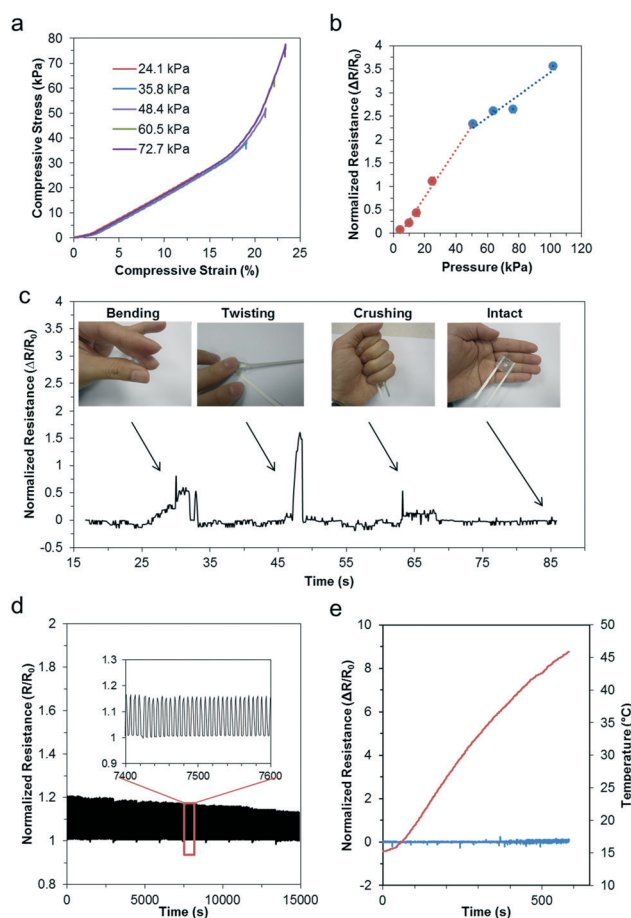 a
Compressive Stress (kPa)
80
70
60
50
40
30
20
10
0
24.1 kPa
35.8 kPa
48.4 kPa
60.5 kPa
72.7 kPa
0 5 10 15 20 25
Compressive Strain (%)
b
Normalized Resistance (ΔR/R₀)
4
3.5
3
2.5
2
1.5
1
0.5
0
0 20 40 60 80 100 120
Pressure (kPa)
c
Normalized Resistance (ΔR/R₀)
4
3.5
3
2.5
2
1.5
1
0.5
0
-0.5
Bending Twisting Crushing Intact
15 25 35 45 55 65 75 85
Time (s)
d
Normalized Resistance (R/R₀)
2
1.8
1.6
1.4
1.2
1
0.8
1.3
1.2
1.1
1
0.9
7400 7500 7600
0 5000 10000 15000
Time (s)
e
Normalized Resistance (ΔR/R₀)
10
8
6
4
2
0
-2
50
45
40
35
30
25
20
15
10
Temperature (°C)
0 500
Time (s)